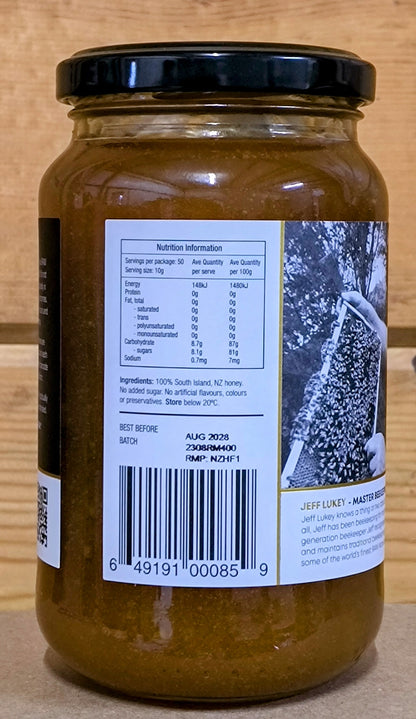 Nutrition Information
Servings per package: 50 Ave Quantity Ave Quantity
Serving size: 10g per serve per 100g
Energy 148kJ 1480kJ
Protein 0g 0g
Fat, total 0g 0g
- saturated 0g 0g
- trans 0g 0g
- polyunsaturated 0g 0g
- monounsaturated 0g 0g
Carbohydrate 8.7g 87g
- sugars 8.1g 81g
Sodium 0.7mg 7mg
Ingredients: 100% South Island, NZ honey.
No added sugar. No artificial flavours, colours
or preservatives. Store below 20ºC.
BEST BEFORE AUG 2028
BATCH 2308RM400
RMP: NZHF1
6 49191 00085 9
JEFF LUKEY - MASTER
Jeff Lukey knows a thing or two
all, Jeff has been beekeeping
generation beekeeper, Jeff
and maintains traditional
some of the world's finest